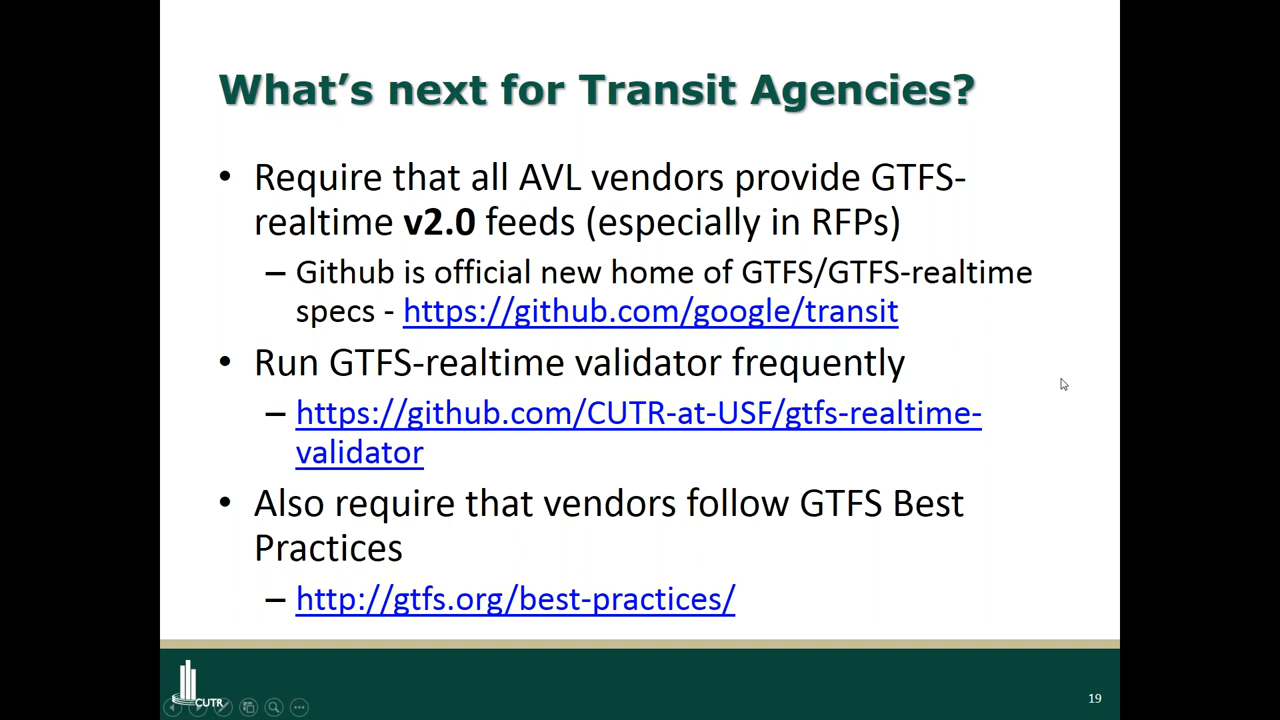 What's next for Transit Agencies?
• Require that all AVL vendors provide GTFS-
realtime v2.0 feeds (especially in RFPs)
– Github is official new home of GTFS/GTFS-realtime
specs - https://github.com/google/transit
• Run GTFS-realtime validator frequently
– https://github.com/CUTR-at-USF/gtfs-realtime-
validator
• Also require that vendors follow GTFS Best
Practices
– http://gtfs.org/best-practices/
CUTR
19